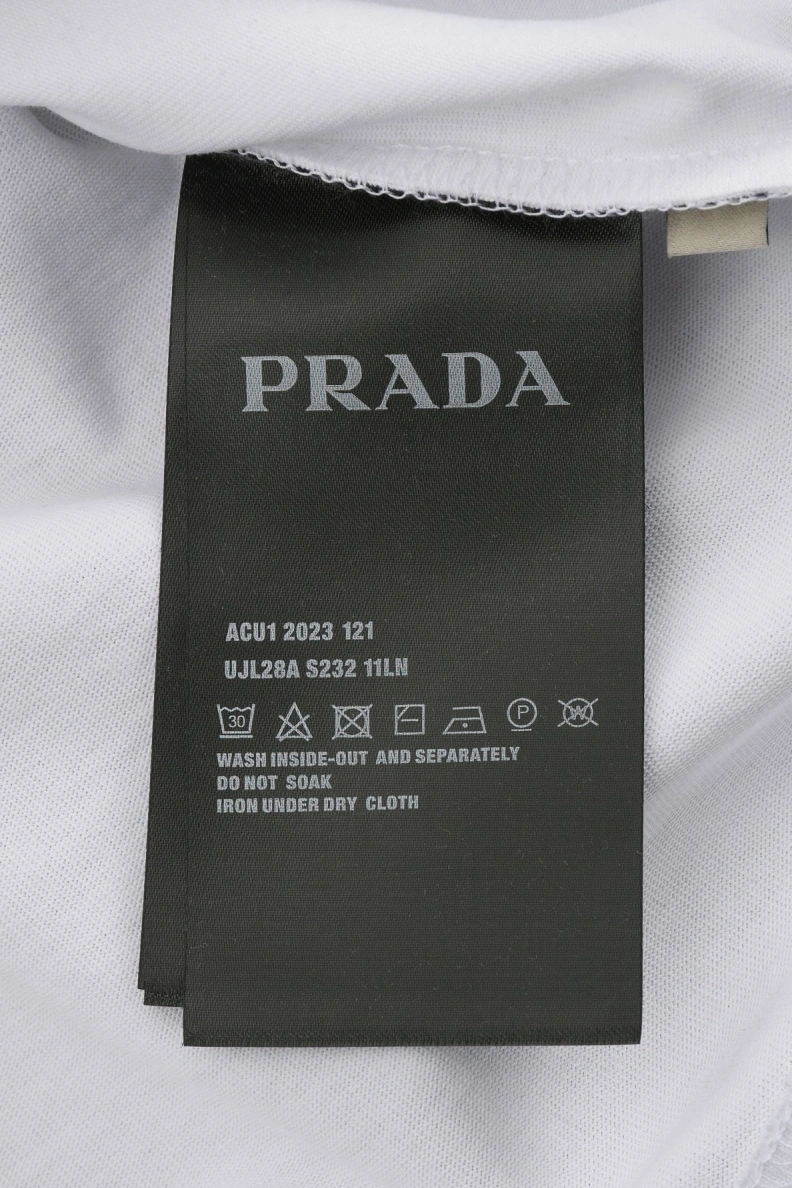 PRADA
ACU1 2023 121
UJL28A S232 11LN
30 P W
WASH INSIDE-OUT AND SEPARATELY
DO NOT SOAK
IRON UNDER DRY CLOTH